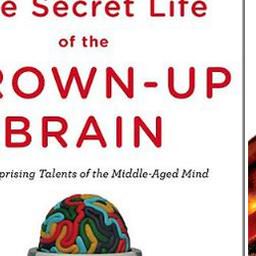 e Secret Life
of the
ROWN-UP
BRAIN
prising Talents of the Middle-Aged Mind